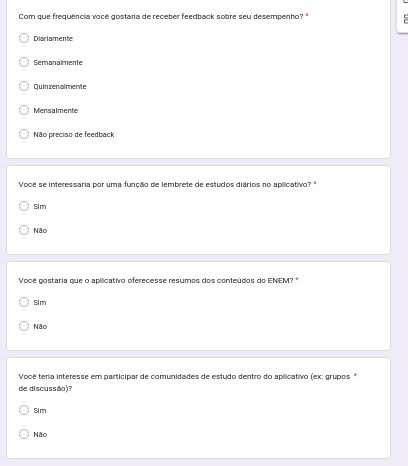 Com que frequência você gostaria de receber feedback sobre seu desempenho? *
Diariamente
Semanalmente
Quinzenalmente
Mensalmente
Não preciso de feedback
Você se interessaria por uma função de lembrete de estudos diários no aplicativo? *
Sim
Não
Você gostaria que o aplicativo oferecesse resumos dos conteúdos do ENEM? *
Sim
Não
Você teria interesse em participar de comunidades de estudo dentro do aplicativo (ex: grupos *
de discussão)?
Sim
Não